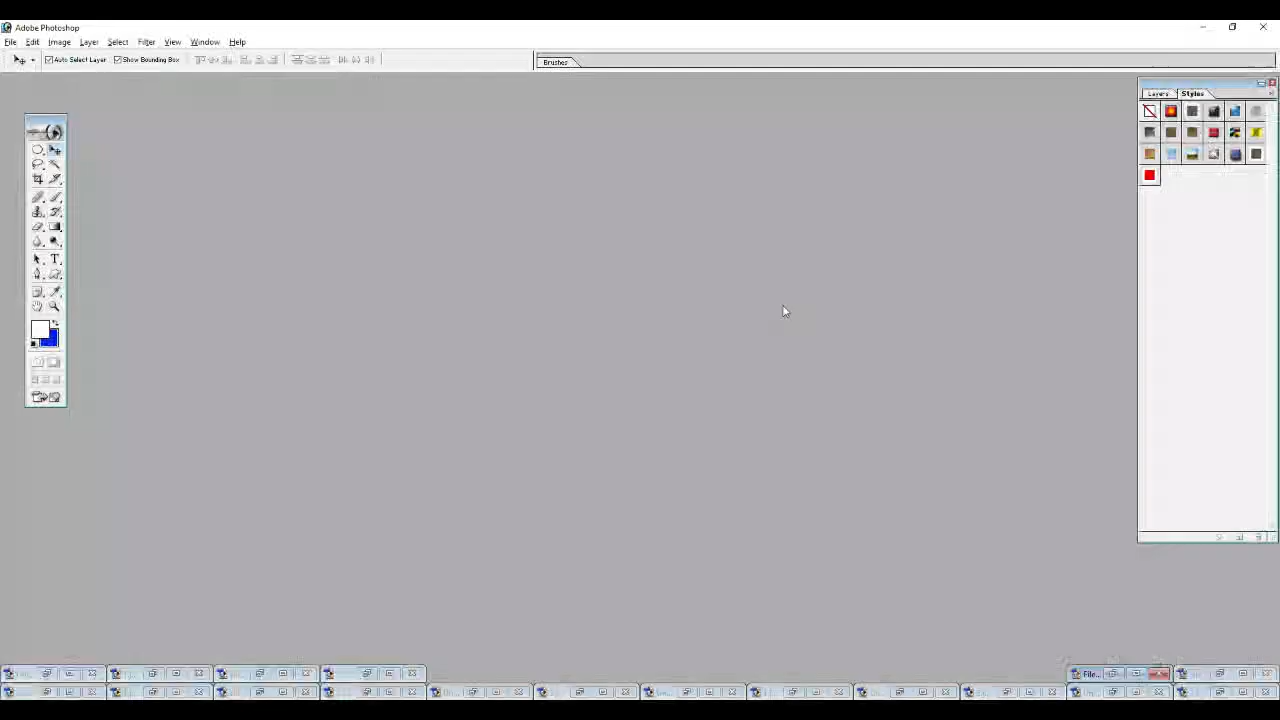 Adobe Photoshop
File Edit Image Layer Select Filter View Window Help
Auto Select Layer Show Bounding Box Brushes
Layers Styles
T
File...